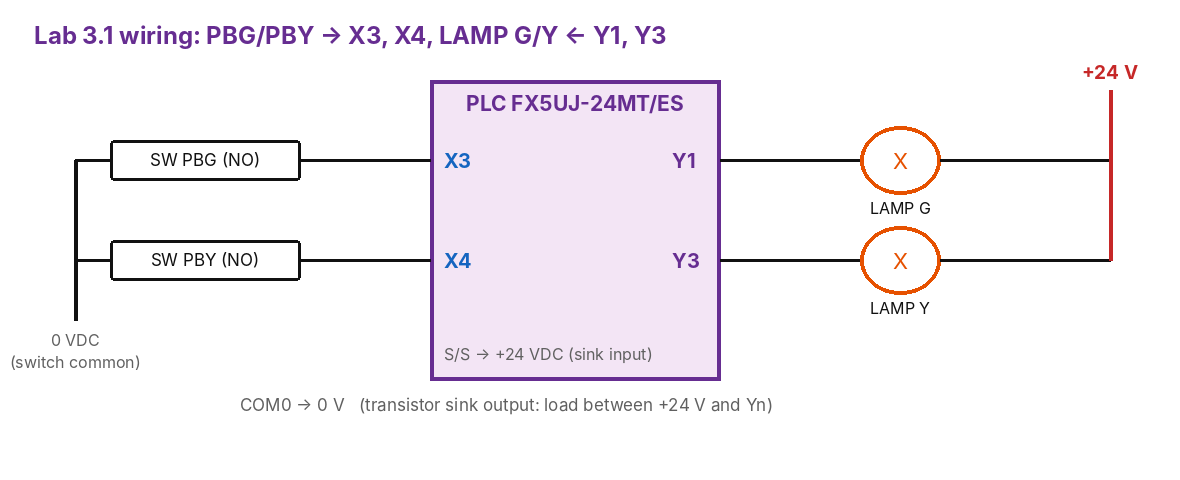 Lab 3.1 wiring: PBG/PBY → X3, X4, LAMP G/Y ← Y1, Y3
+24 V
PLC FX5UJ-24MT/ES
SW PBG (NO)
X3
Y1
X
LAMP G
SW PBY (NO)
X4
Y3
X
LAMP Y
0 VDC
(switch common)
S/S → +24 VDC (sink input)
COM0 → 0 V (transistor sink output: load between +24 V and Yn)